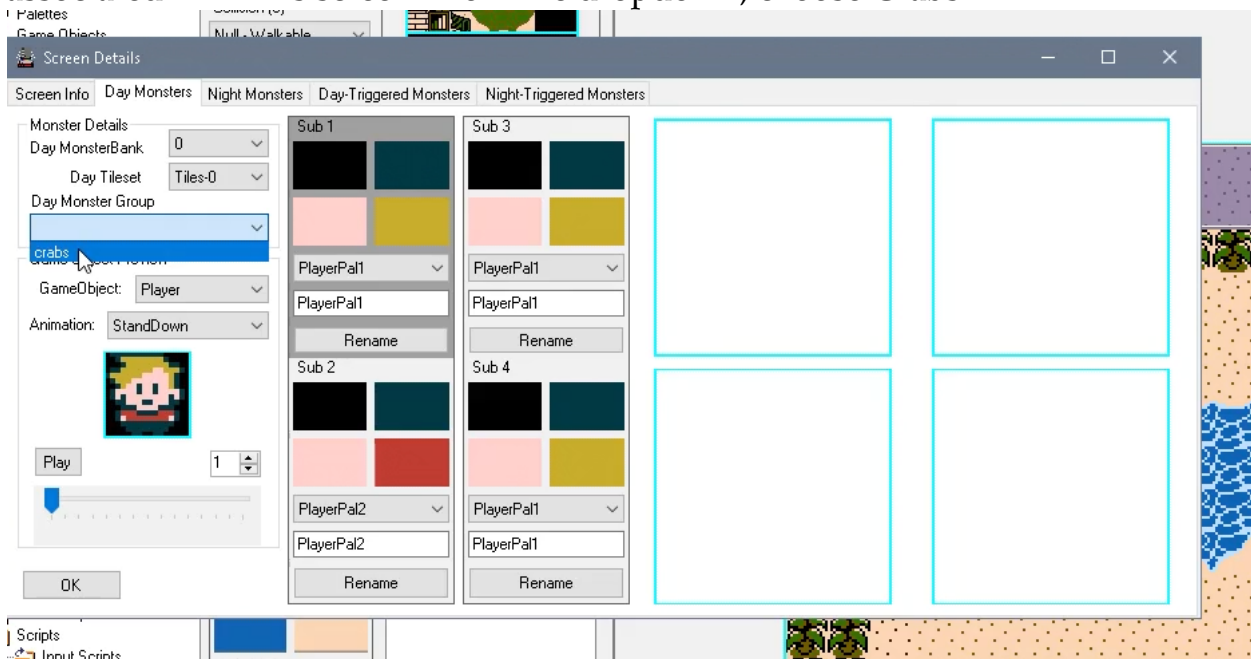 Palettes
Game Objects
Null - Walkable
Screen Details
Screen Info Day Monsters Night Monsters Day-Triggered Monsters Night-Triggered Monsters
Monster Details
Day MonsterBank 0
Day Tileset Tiles-0
Day Monster Group
crabs
GameObject: Player
Animation: StandDown
Play 1
OK
Sub 1
PlayerPal1
PlayerPal1
Rename
Sub 2
PlayerPal2
PlayerPal2
Rename
Sub 3
PlayerPal1
PlayerPal1
Rename
Sub 4
PlayerPal1
PlayerPal1
Rename
Scripts
Input Scripts